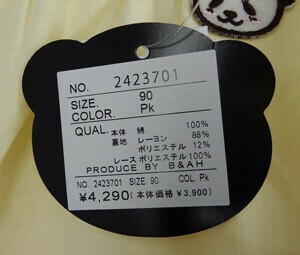 NO. 2423701
SIZE. 90
COLOR. Pk
QUAL. 本体 綿 100%
裏地 レーヨン 88%
ポリエステル 12%
レース ポリエステル 100%
PRODUCE BY B&AH
NO. 2423701 SIZE. 90 COL. Pk
¥4,290(本体価格 ¥3,900)